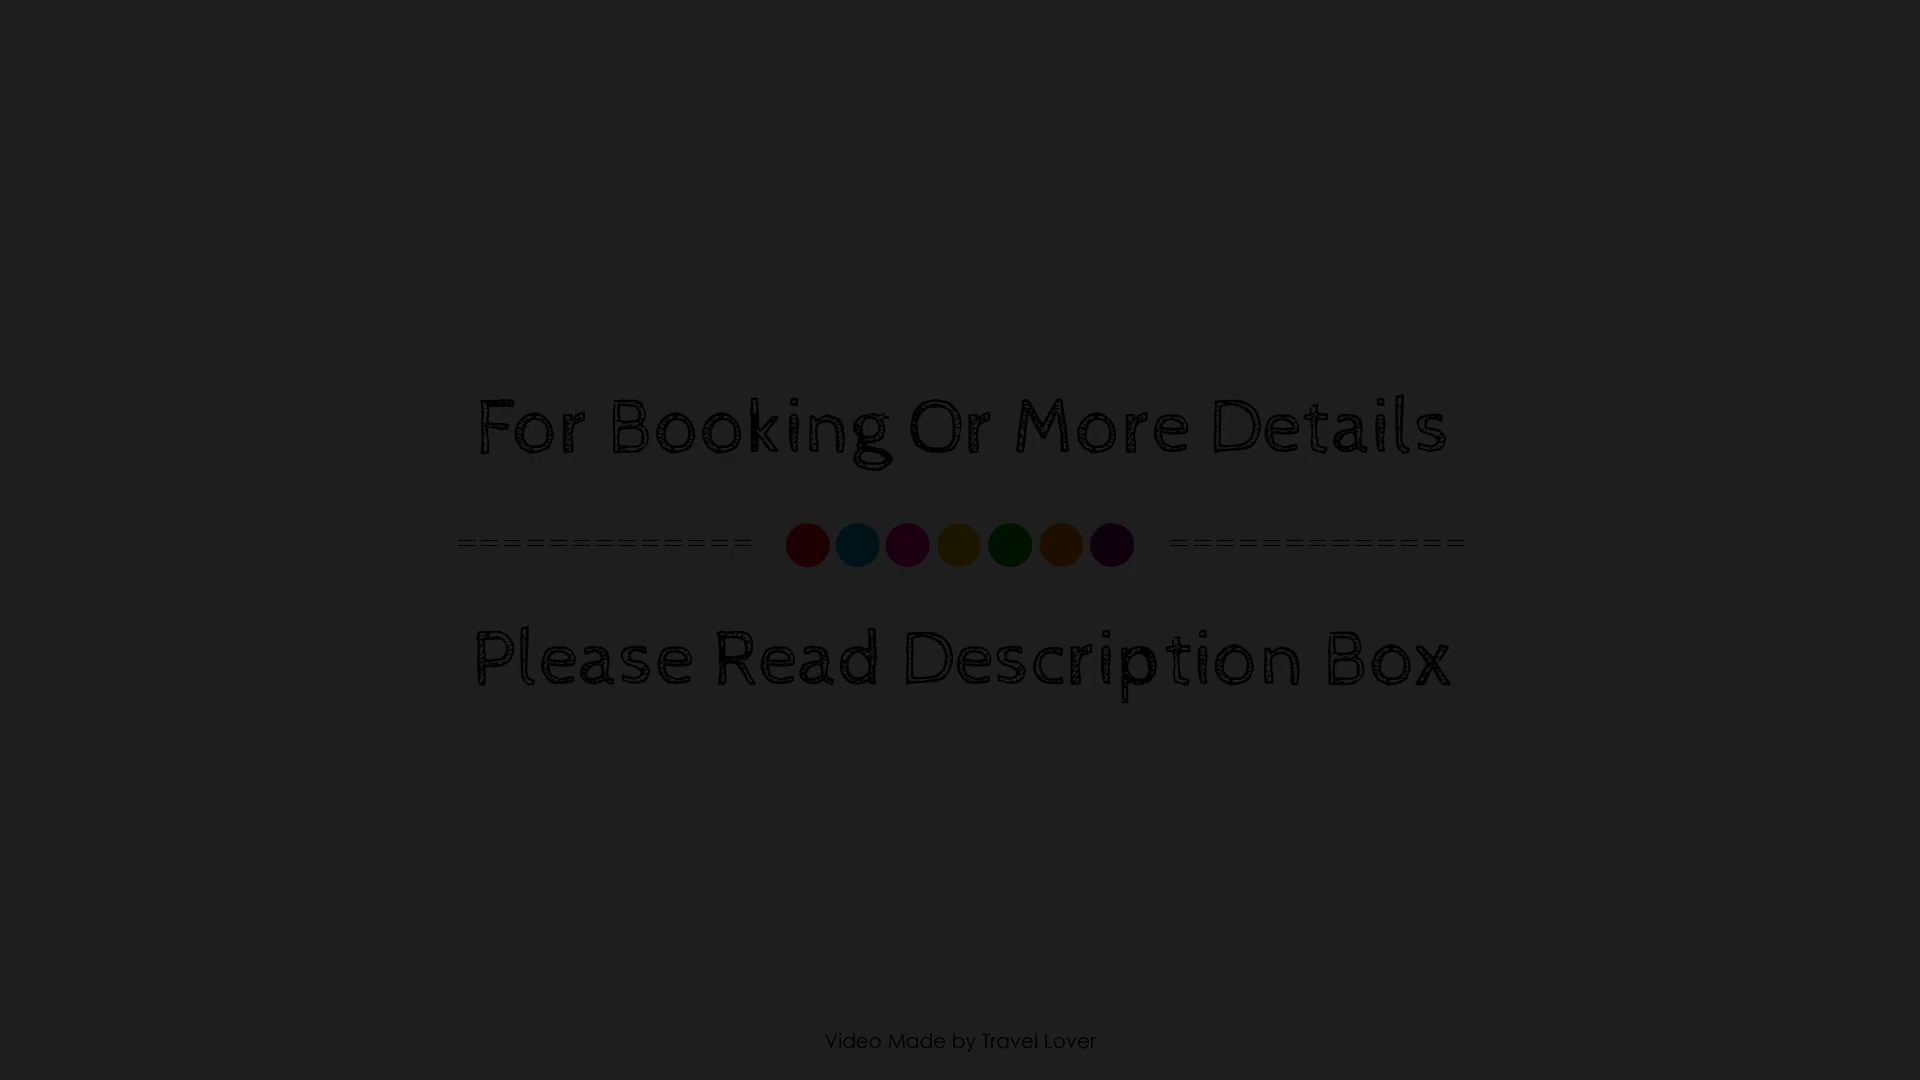 For Booking Or More Details
============= =============
Please Read Description Box
Video Made by Travel Lover